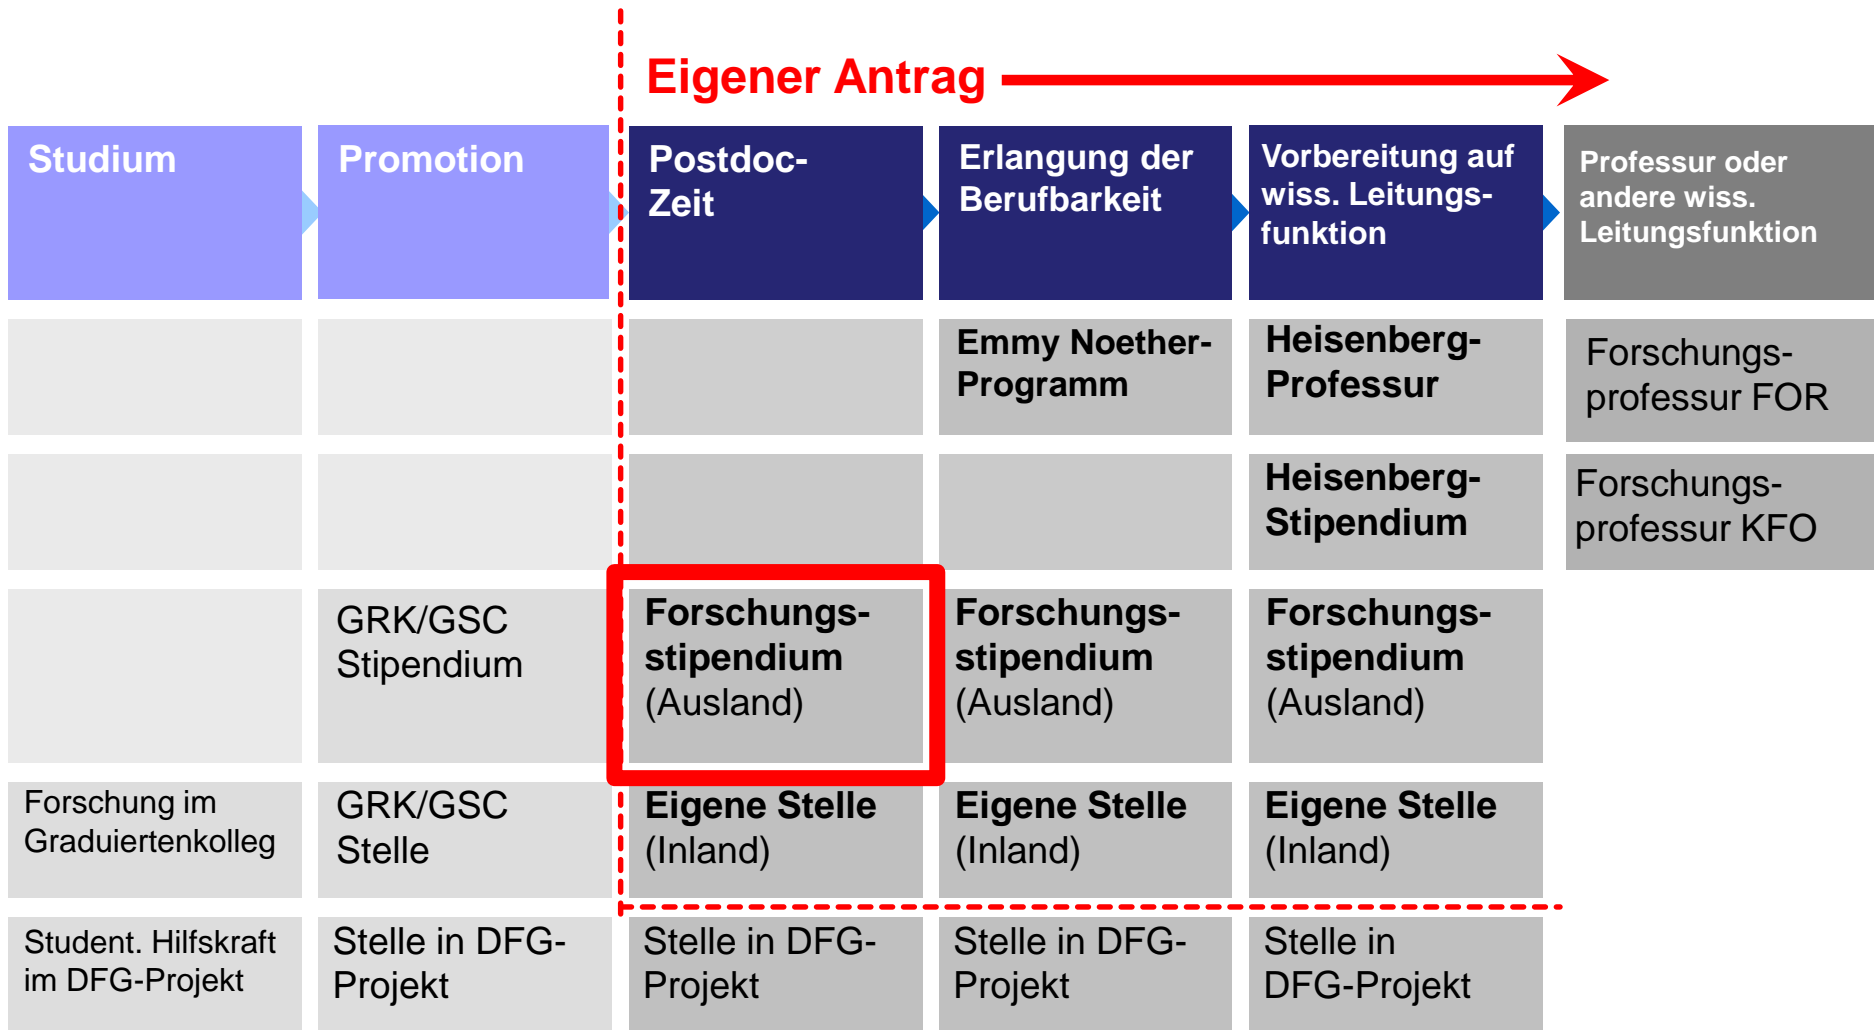 Eigener Antrag
Studium
Promotion
Postdoc-
Zeit
Erlangung der
Berufbarkeit
Vorbereitung auf
wiss. Leitungs-
funktion
Professur oder
andere wiss.
Leitungsfunktion
Emmy Noether-
Programm
Heisenberg-
Professur
Forschungs-
professur FOR
Heisenberg-
Stipendium
Forschungs-
professur KFO
GRK/GSC
Stipendium
Forschungs-
stipendium
(Ausland)
Forschungs-
stipendium
(Ausland)
Forschungs-
stipendium
(Ausland)
Forschung im
Graduiertenkolleg
GRK/GSC
Stelle
Eigene Stelle
(Inland)
Eigene Stelle
(Inland)
Eigene Stelle
(Inland)
Student. Hilfskraft
im DFG-Projekt
Stelle in DFG-
Projekt
Stelle in DFG-
Projekt
Stelle in DFG-
Projekt
Stelle in
DFG-Projekt